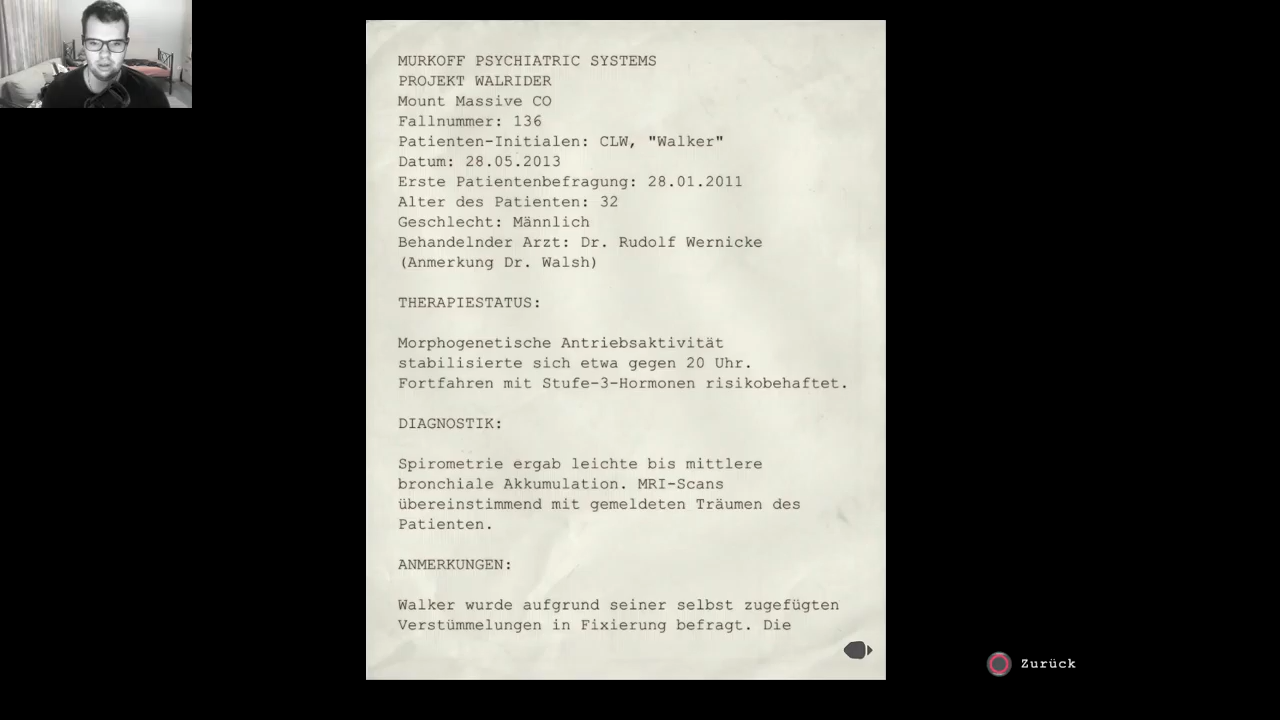 MURKOFF PSYCHIATRIC SYSTEMS
PROJEKT WALRIDER
Mount Massive CO
Fallnummer: 136
Patienten-Initialen: CLW, "Walker"
Datum: 28.05.2013
Erste Patientenbefragung: 28.01.2011
Alter des Patienten: 32
Geschlecht: Männlich
Behandelnder Arzt: Dr. Rudolf Wernicke
(Anmerkung Dr. Walsh)
THERAPIESTATUS:
Morphogenetische Antriebsaktivität
stabilisierte sich etwa gegen 20 Uhr.
Fortfahren mit Stufe-3-Hormonen risikobehaftet.
DIAGNOSTIK:
Spirometrie ergab leichte bis mittlere
bronchiale Akkumulation. MRI-Scans
übereinstimmend mit gemeldeten Träumen des
Patienten.
ANMERKUNGEN:
Walker wurde aufgrund seiner selbst zugefügten
Verstümmelungen in Fixierung befragt. Die
Zurück